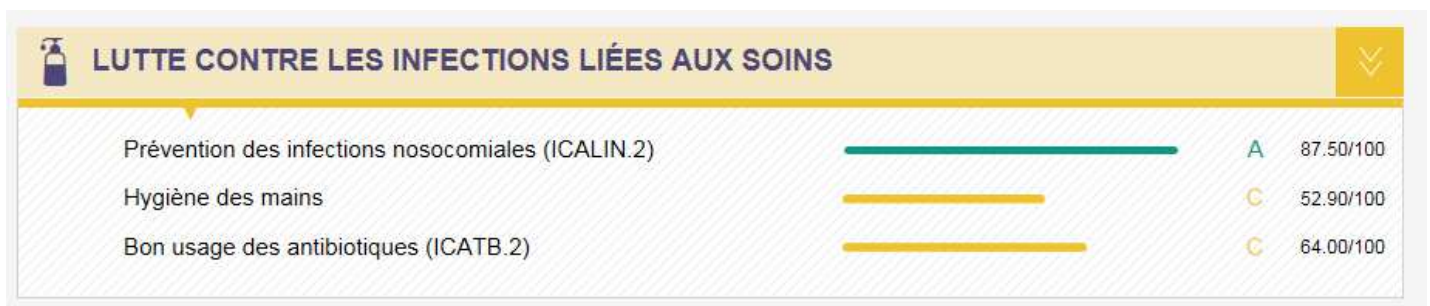 LUTTE CONTRE LES INFECTIONS LIÉES AUX SOINS
Prévention des infections nosocomiales (ICALIN.2) A 87.50/100
Hygiène des mains C 52.90/100
Bon usage des antibiotiques (ICATB.2) C 64.00/100